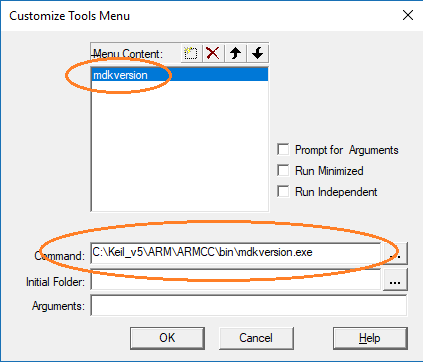 Customize Tools Menu
Menu Content:
mdkversion
Prompt for Arguments
Run Minimized
Run Independent
Command: C:\Keil_v5\ARM\ARMCC\bin\mdkversion.exe ...
Initial Folder: ...
Arguments:
OK Cancel Help